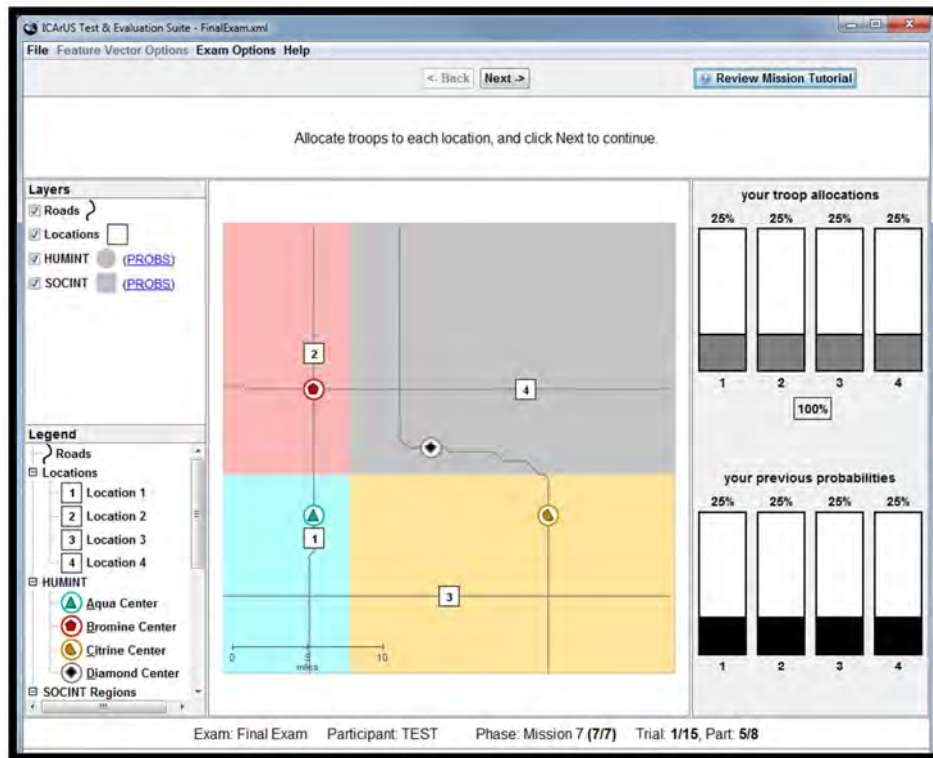 ICArUS Test & Evaluation Suite - FinalExam.xml
File Feature Vector Options Exam Options Help
<- Back Next -> Review Mission Tutorial
Allocate troops to each location, and click Next to continue.
Layers
Roads
Locations
HUMINT (PROBS)
SOCINT (PROBS)
Legend
Roads
Locations
1 Location 1
2 Location 2
3 Location 3
4 Location 4
HUMINT
Aqua Center
Bromine Center
Citrine Center
Diamond Center
SOCINT Regions
2
4
1
3
0 5 10
miles
your troop allocations
25% 25% 25% 25%
1 2 3 4
100%
your previous probabilities
25% 25% 25% 25%
1 2 3 4
Exam: Final Exam Participant: TEST Phase: Mission 7 (7/7) Trial: 1/15, Part: 5/8